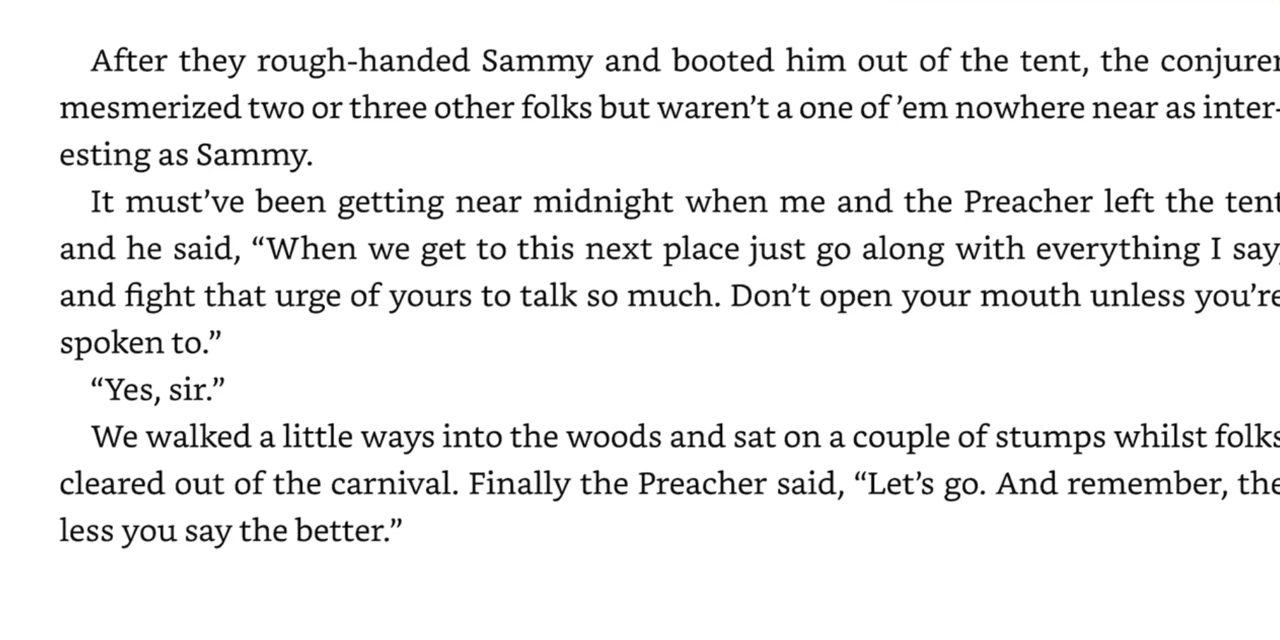 After they rough-handed Sammy and booted him out of the tent, the conjurer
mesmerized two or three other folks but waren’t a one of ’em nowhere near as inter-
esting as Sammy.
It must’ve been getting near midnight when me and the Preacher left the tent
and he said, “When we get to this next place just go along with everything I say,
and fight that urge of yours to talk so much. Don’t open your mouth unless you’re
spoken to.”
“Yes, sir.”
We walked a little ways into the woods and sat on a couple of stumps whilst folks
cleared out of the carnival. Finally the Preacher said, “Let’s go. And remember, the
less you say the better.”